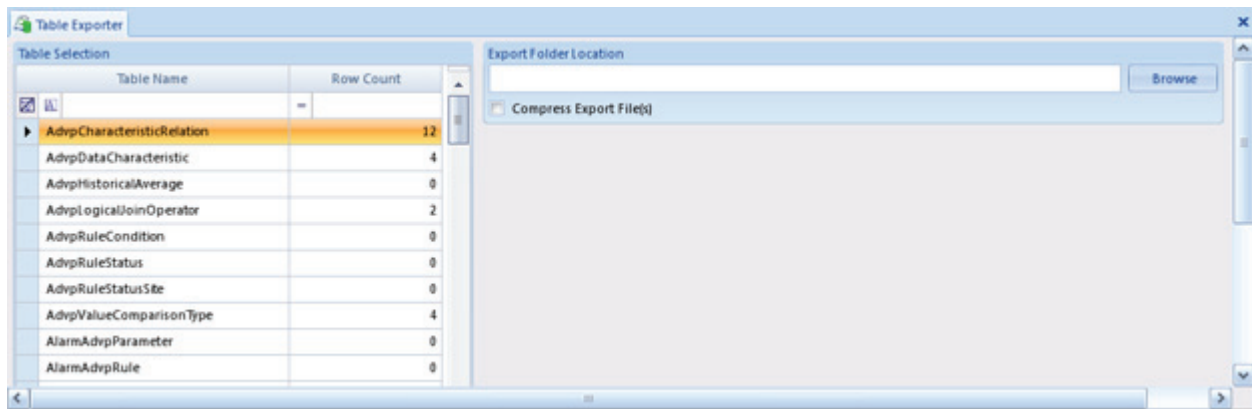 Table Exporter
Table Selection
Table Name Row Count
=
AdvpCharacteristicRelation 12
AdvpDataCharacteristic 4
AdvpHistoricalAverage 0
AdvpLogicalJoinOperator 2
AdvpRuleCondition 0
AdvpRuleStatus 0
AdvpRuleStatusSite 0
AdvpValueComparisonType 4
AlarmAdvpParameter 0
AlarmAdvpRule 0
Export Folder Location
Browse
Compress Export File(s)